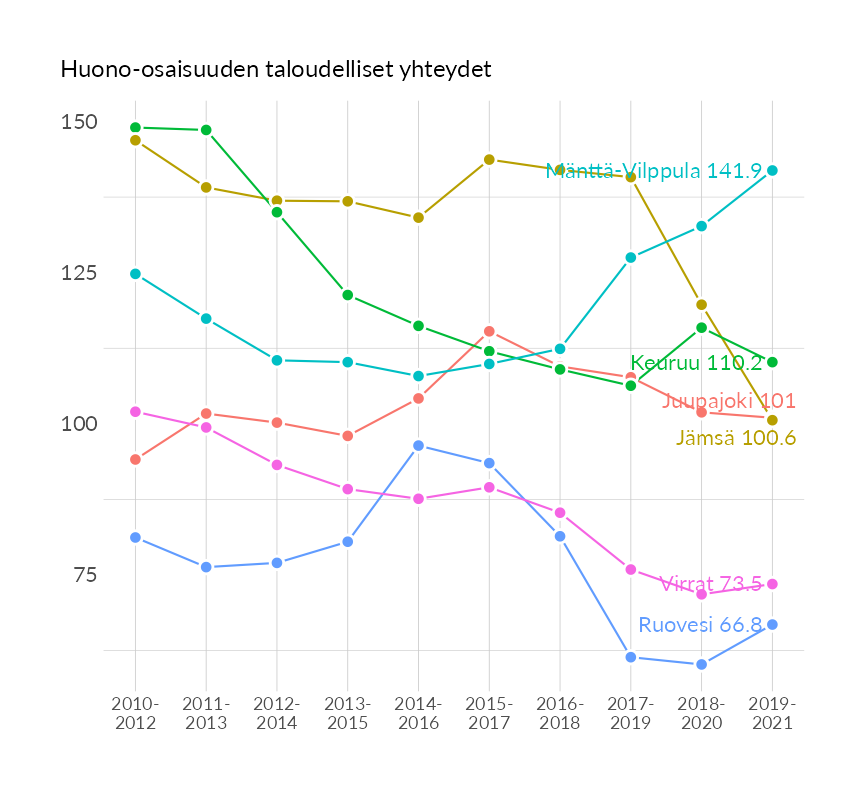 Huono-osaisuuden taloudelliset yhteydet
150
125
100
75
Mänttä-Vilppula 141.9
Keuruu 110.2
Juupajoki 101
Jämsä 100.6
Virrat 73.5
Ruovesi 66.8
2010- 2011- 2012- 2013- 2014- 2015- 2016- 2017- 2018- 2019-
2012 2013 2014 2015 2016 2017 2018 2019 2020 2021